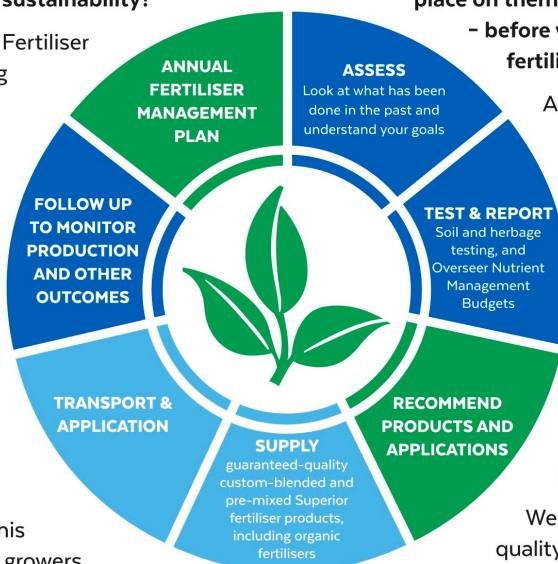 sustainability?
place on them
– before
Fertiliser
fertili
g
A
ANNUAL
FERTILISER
MANAGEMENT
PLAN
ASSESS
Look at what has been
done in the past and
understand your goals
FOLLOW UP
TO MONITOR
PRODUCTION
AND OTHER
OUTCOMES
TEST & REPORT
Soil and herbage
testing, and
Overseer Nutrient
Management
Budgets
TRANSPORT &
APPLICATION
RECOMMEND
PRODUCTS AND
APPLICATIONS
SUPPLY
guaranteed-quality
custom-blended and
pre-mixed Superior
fertiliser products,
including organic
fertilisers
his
growers
We
quality